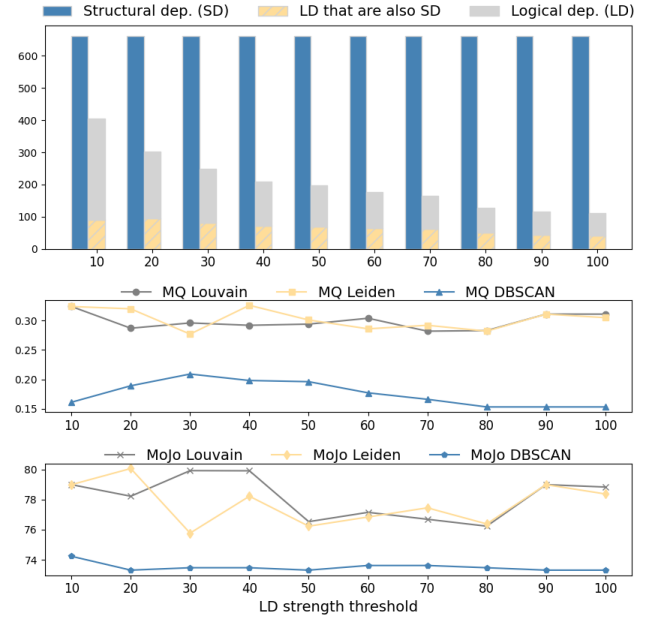 Structural dep. (SD) LD that are also SD Logical dep. (LD)
600
500
400
300
200
100
0
10 20 30 40 50 60 70 80 90 100
MQ Louvain MQ Leiden MQ DBSCAN
0.30
0.25
0.20
0.15
10 20 30 40 50 60 70 80 90 100
MoJo Louvain MoJo Leiden MoJo DBSCAN
80
78
76
74
10 20 30 40 50 60 70 80 90 100
LD strength threshold